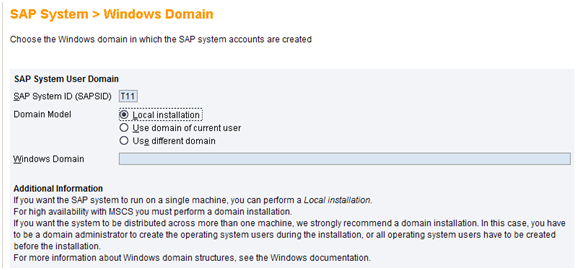 SAP System > Windows Domain
Choose the Windows domain in which the SAP system accounts are created
SAP System User Domain
SAP System ID (SAPSID) T11
Domain Model Local installation
Use domain of current user
Use different domain
Windows Domain
Additional Information
If you want the SAP system to run on a single machine, you can perform a Local installation.
For high availability with MSCS you must perform a domain installation.
If you want the system to be distributed across more than one machine, we strongly recommend a domain installation. In this case, you have
to be a domain administrator to create the operating system users during the installation, or all operating system users have to be created
before the installation.
For more information about Windows domain structures, see the Windows documentation.